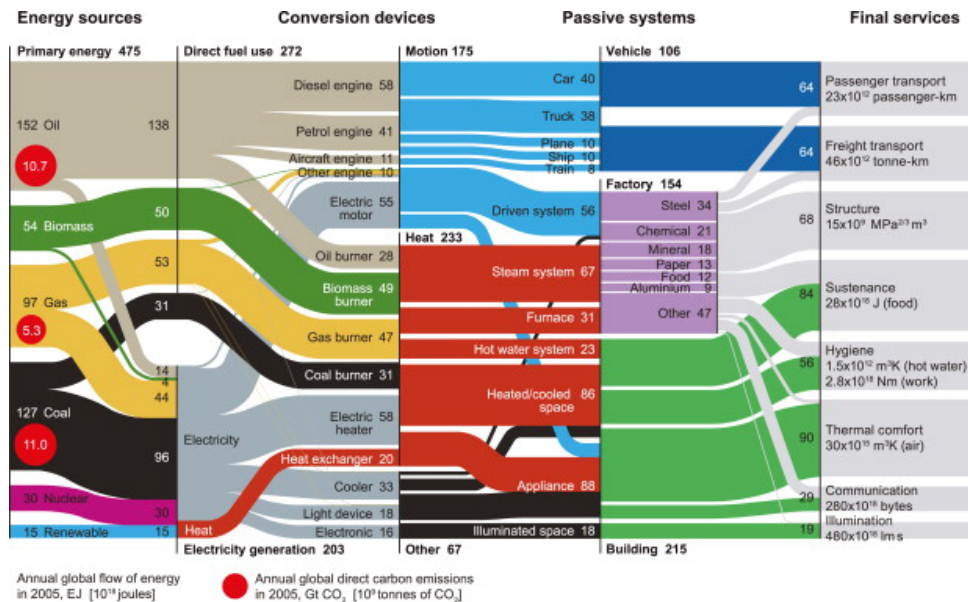 Energy sources
Conversion devices
Passive systems
Final services
Primary energy 475
Direct fuel use 272
Motion 175
Vehicle 106
152 Oil
10.7
54 Biomass
97 Gas
5.3
127 Coal
11.0
30 Nuclear
15 Renewable
138
50
53
31
14
4
44
96
30
15
Diesel engine 58
Petrol engine 41
Aircraft engine 11
Other engine 10
Electric motor 55
Oil burner 28
Biomass burner 49
Gas burner 47
Coal burner 31
Electricity
Electric heater 58
Heat exchanger 20
Cooler 33
Heat
Light device 18
Electronic 16
Electricity generation 203
Car 40
Truck 38
Plane 10
Ship 10
Train 8
Driven system 56
Heat 233
Steam system 67
Furnace 31
Hot water system 23
Heated/cooled space 86
Appliance 88
Illuminated space 18
Other 67
Factory 154
Steel 34
Chemical 21
Mineral 18
Paper 13
Food 12
Aluminium 9
Other 47
Building 215
64
64
68
84
56
90
29
19
Passenger transport
23x10¹² passenger-km
Freight transport
46x10¹² tonne-km
Structure
15x10⁹ MPa²ᐟ³ m³
Sustenance
28x10¹⁸ J (food)
Hygiene
1.5x10¹² m³K (hot water)
2.8x10¹⁸ Nm (work)
Thermal comfort
30x10¹⁵ m³K (air)
Communication
280x10¹⁸ bytes
Illumination
480x10¹⁸ lm s
Annual global flow of energy
in 2005, EJ [10¹⁸ joules]
Annual global direct carbon emissions
in 2005, Gt CO₂ [10⁹ tonnes of CO₂]